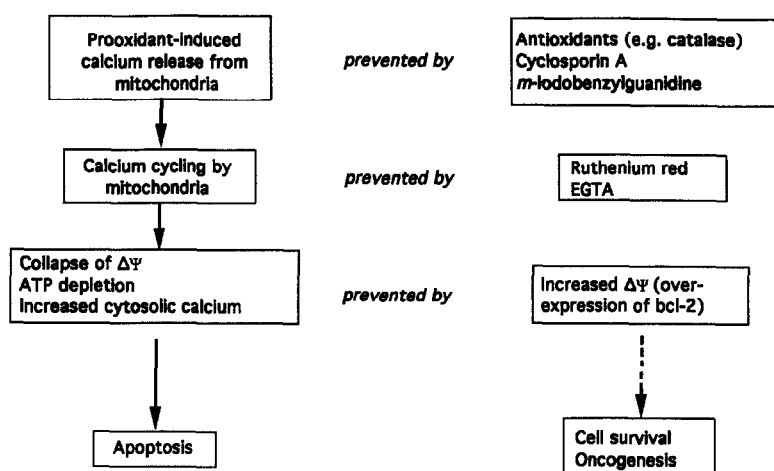 Prooxidant-induced
calcium release from
mitochondria
prevented by
Antioxidants (e.g. catalase)
Cyclosporin A
m-iodobenzylguanidine
Calcium cycling by
mitochondria
prevented by
Ruthenium red
EGTA
Collapse of ΔΨ
ATP depletion
Increased cytosolic calcium
prevented by
Increased ΔΨ (over-
expression of bcl-2)
Apoptosis
Cell survival
Oncogenesis